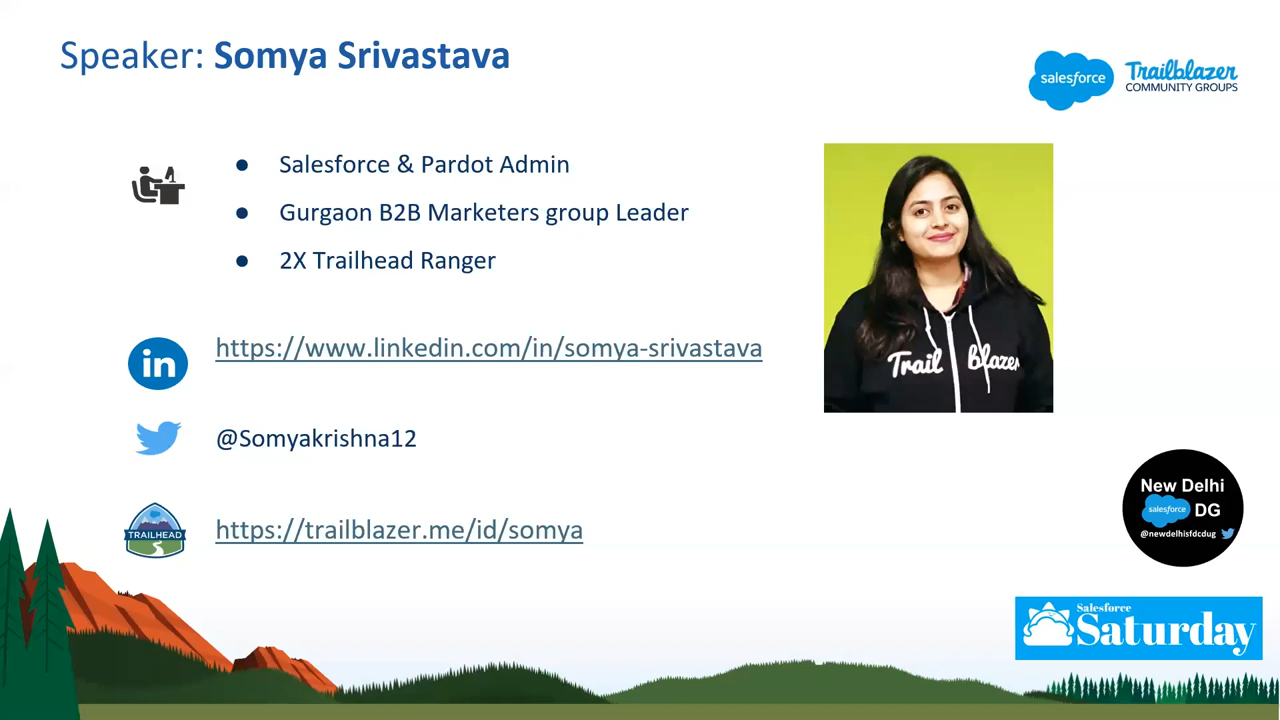 Speaker: Somya Srivastava
salesforce
Trailblazer
COMMUNITY GROUPS
● Salesforce & Pardot Admin
● Gurgaon B2B Marketers group Leader
● 2X Trailhead Ranger
Trail blazer
in
https://www.linkedin.com/in/somya-srivastava
@Somyakrishna12
TRAILHEAD
https://trailblazer.me/id/somya
New Delhi
salesforce DG
@newdelhisfdcdug
Salesforce
Saturday